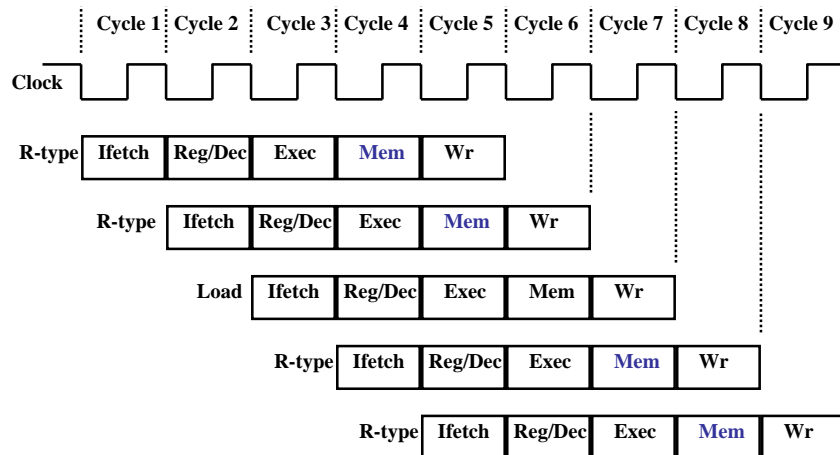 Cycle 1 Cycle 2 Cycle 3 Cycle 4 Cycle 5 Cycle 6 Cycle 7 Cycle 8 Cycle 9
Clock
R-type Ifetch Reg/Dec Exec Mem Wr
R-type Ifetch Reg/Dec Exec Mem Wr
Load Ifetch Reg/Dec Exec Mem Wr
R-type Ifetch Reg/Dec Exec Mem Wr
R-type Ifetch Reg/Dec Exec Mem Wr